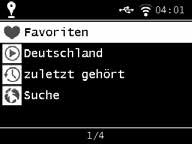 04:01
Favoriten
Deutschland
zuletzt gehört
Suche
1/4